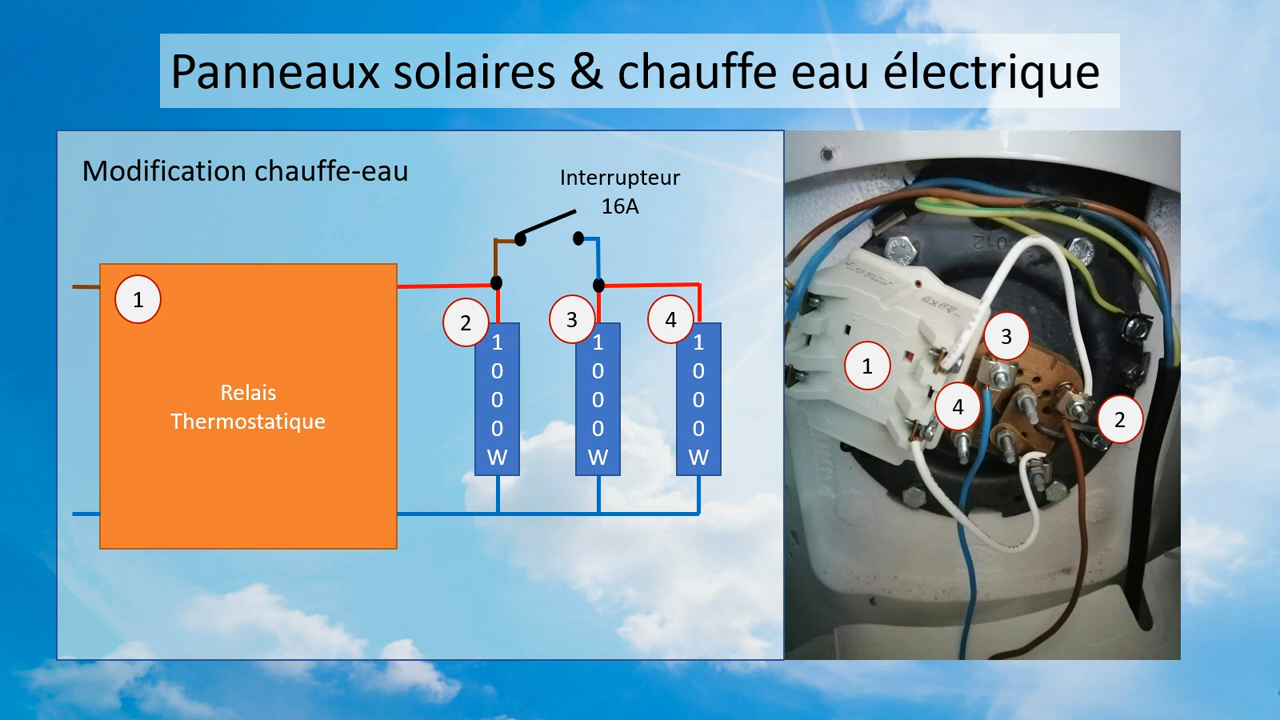 Panneaux solaires & chauffe eau électrique
Modification chauffe-eau
Interrupteur
16A
1
Relais
Thermostatique
2
3
4
1000W
1000W
1000W
1
3
4
2